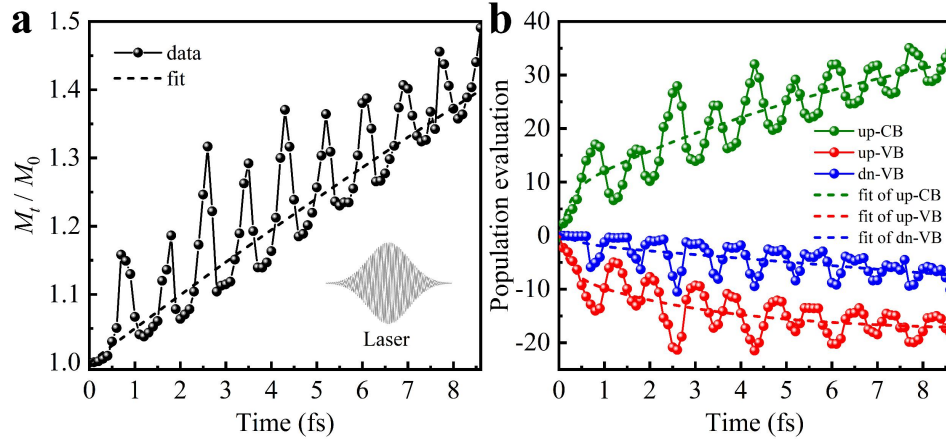 a
1.5
1.4
1.3
1.2
1.1
1.0
M_t / M_0
data
fit
Laser
0 1 2 3 4 5 6 7 8
Time (fs)
b
40
30
20
10
0
-10
-20
Population evaluation
up-CB
up-VB
dn-VB
fit of up-CB
fit of up-VB
fit of dn-VB
0 1 2 3 4 5 6 7 8
Time (fs)